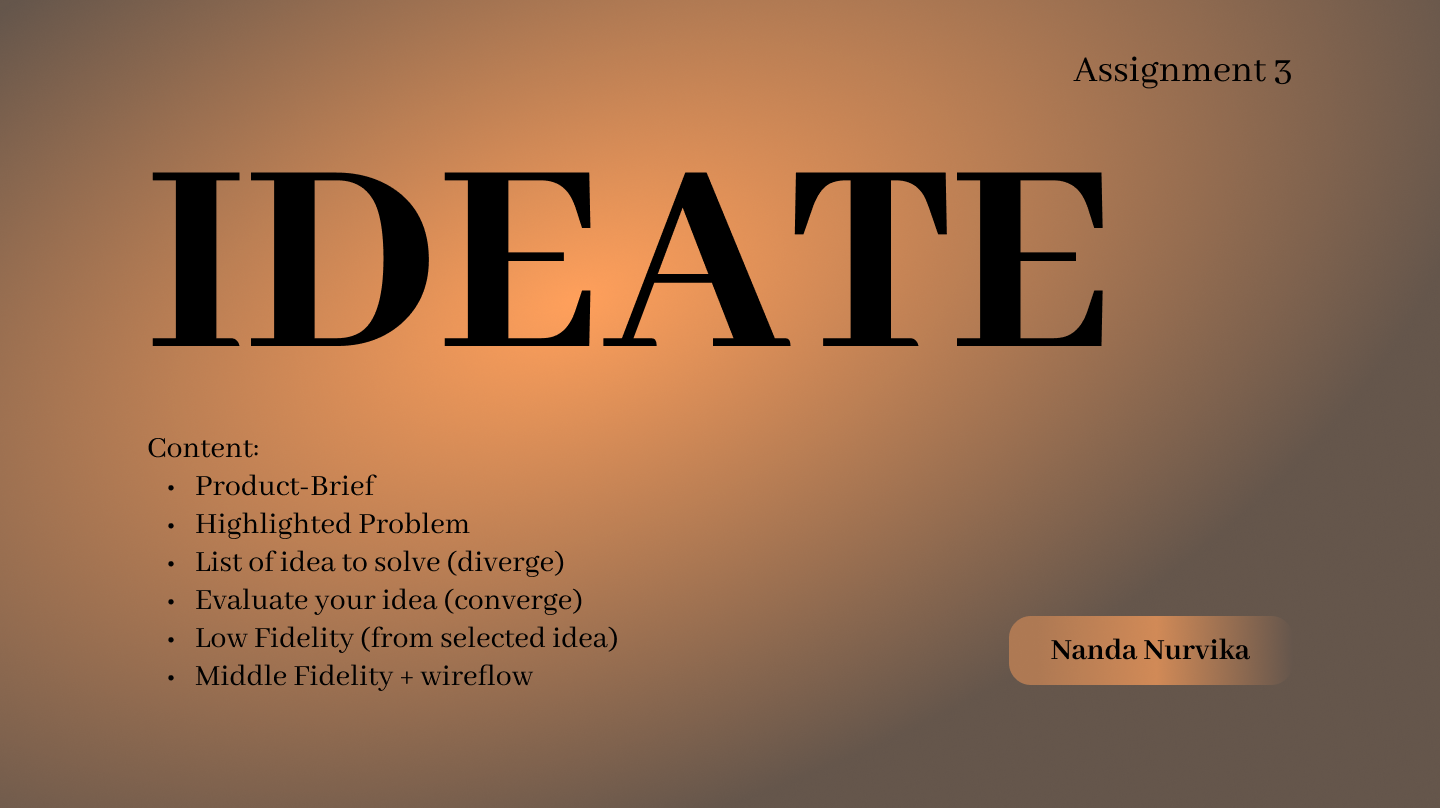 Assignment 3
IDEATE
Content:
• Product-Brief
• Highlighted Problem
• List of idea to solve (diverge)
• Evaluate your idea (converge)
• Low Fidelity (from selected idea)
• Middle Fidelity + wireflow
Nanda Nurvika